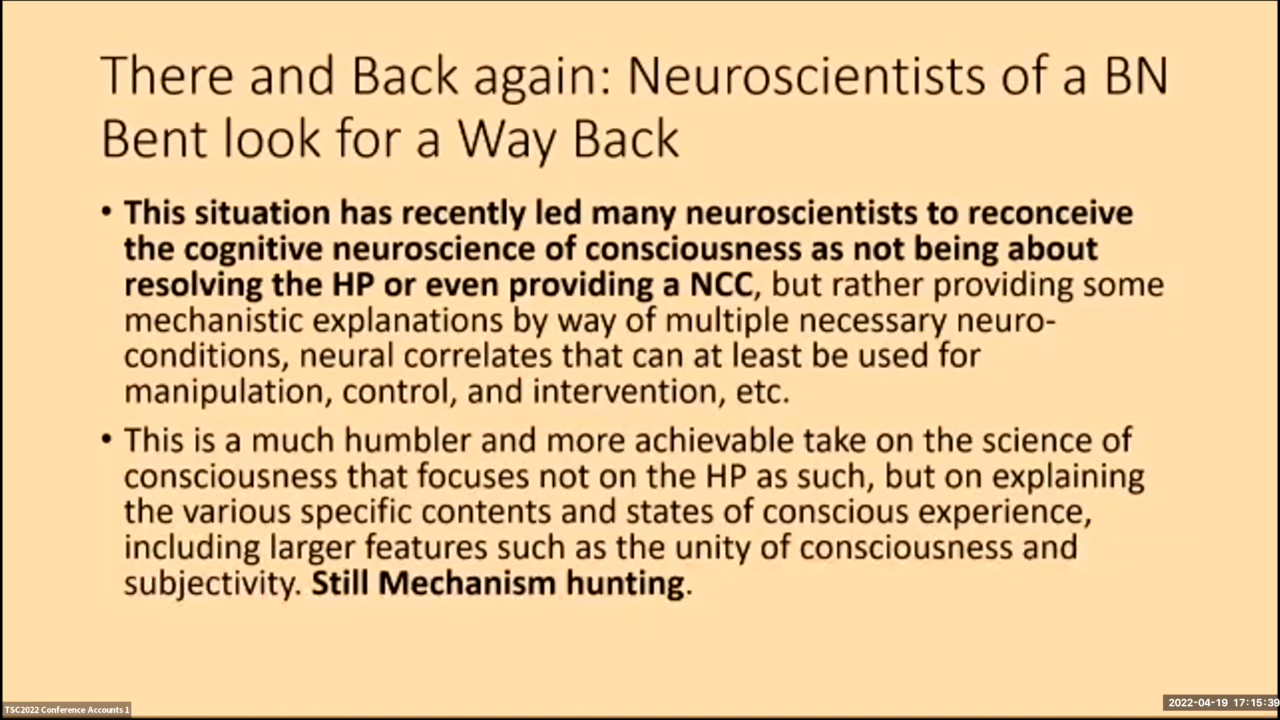 There and Back again: Neuroscientists of a BN
Bent look for a Way Back
• This situation has recently led many neuroscientists to reconceive
the cognitive neuroscience of consciousness as not being about
resolving the HP or even providing a NCC, but rather providing some
mechanistic explanations by way of multiple necessary neuro-
conditions, neural correlates that can at least be used for
manipulation, control, and intervention, etc.
• This is a much humbler and more achievable take on the science of
consciousness that focuses not on the HP as such, but on explaining
the various specific contents and states of conscious experience,
including larger features such as the unity of consciousness and
subjectivity. Still Mechanism hunting.
TSC2022 Conference Accounts 1
2022-04-19 17:15:39